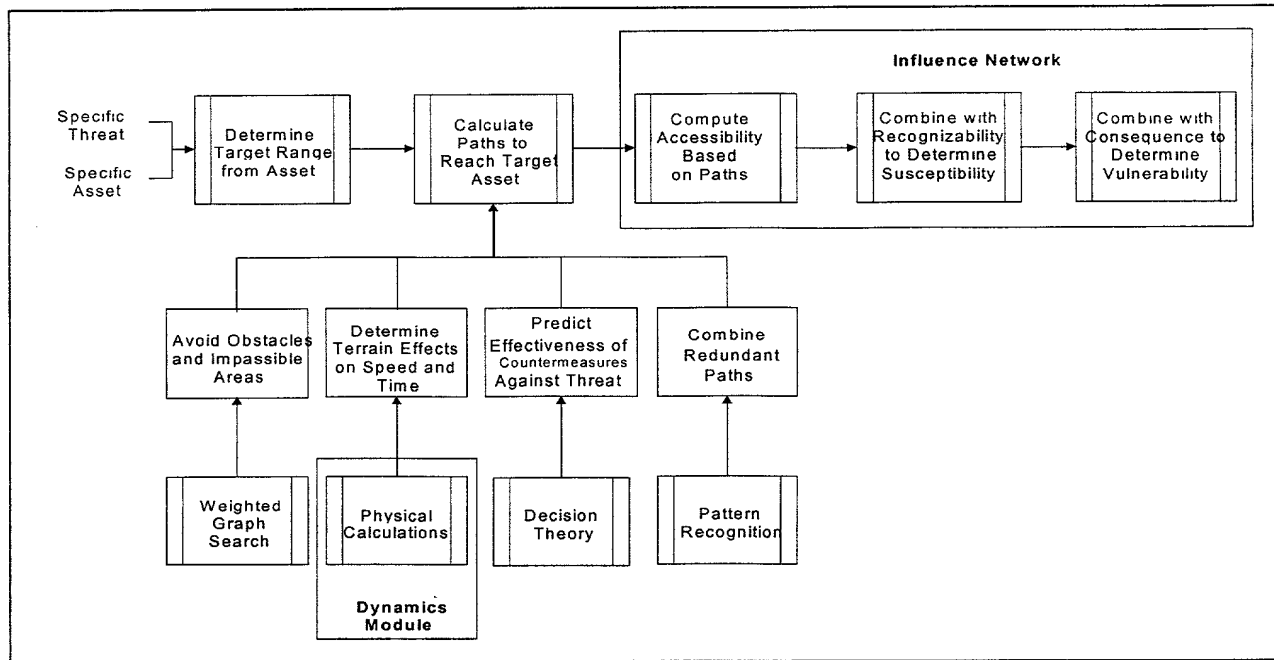 Influence Network
Specific
Threat
Specific
Asset
Determine
Target Range
from Asset
Calculate
Paths to
Reach Target
Asset
Compute
Accessibility
Based
on Paths
Combine with
Recognizability
to Determine
Susceptibility
Combine with
Consequence to
Determine
Vulnerability
Avoid Obstacles
and Impassible
Areas
Determine
Terrain Effects
on Speed and
Time
Predict
Effectiveness of
Countermeasures
Against Threat
Combine
Redundant
Paths
Weighted
Graph
Search
Physical
Calculations
Decision
Theory
Pattern
Recognition
Dynamics
Module